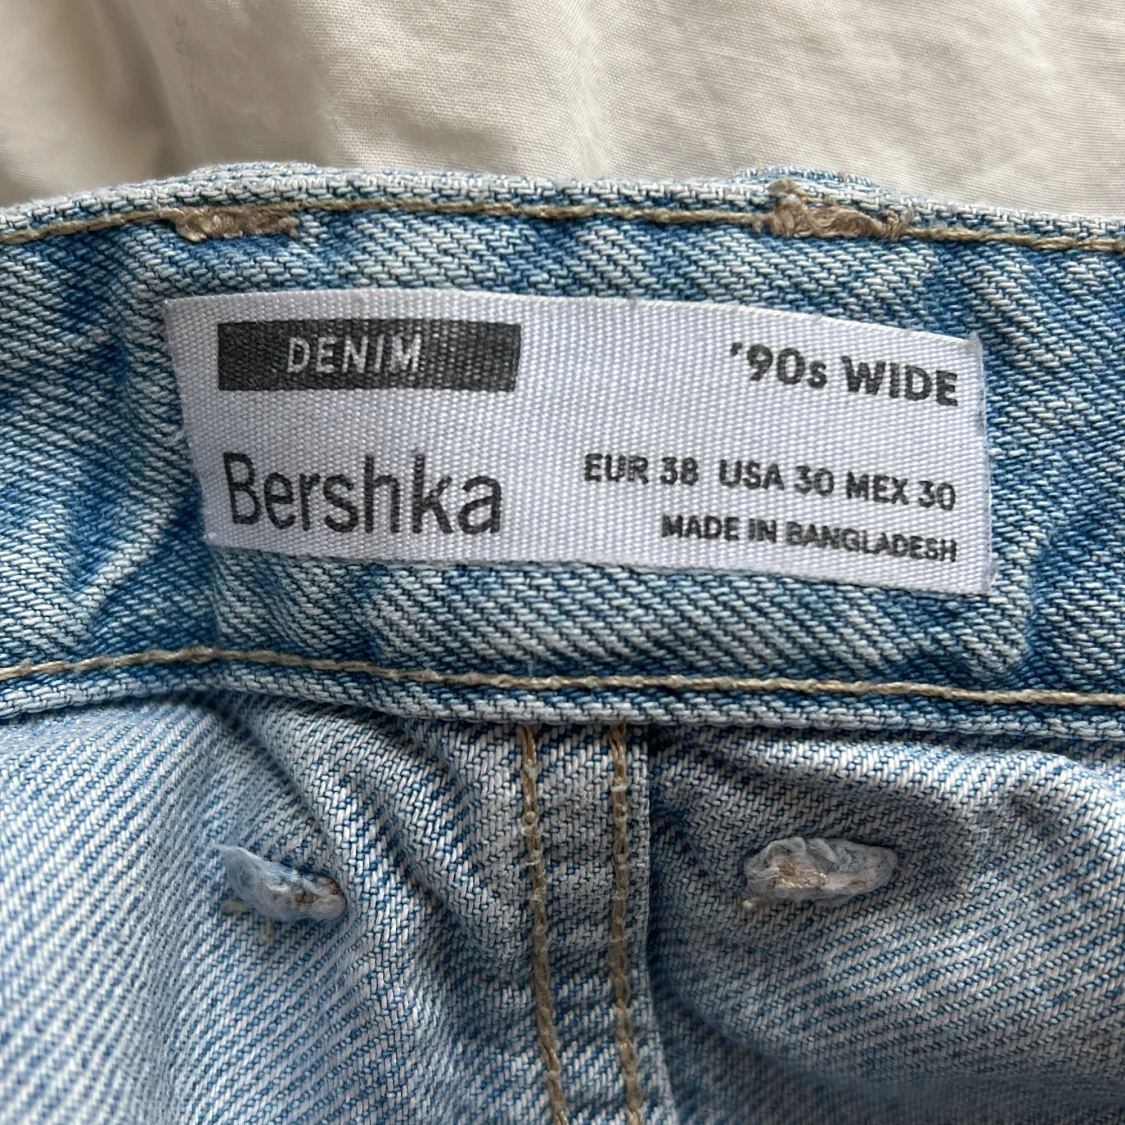 DENIM
'90s WIDE
Bershka
EUR 38 USA 30 MEX 30
MADE IN BANGLADESH